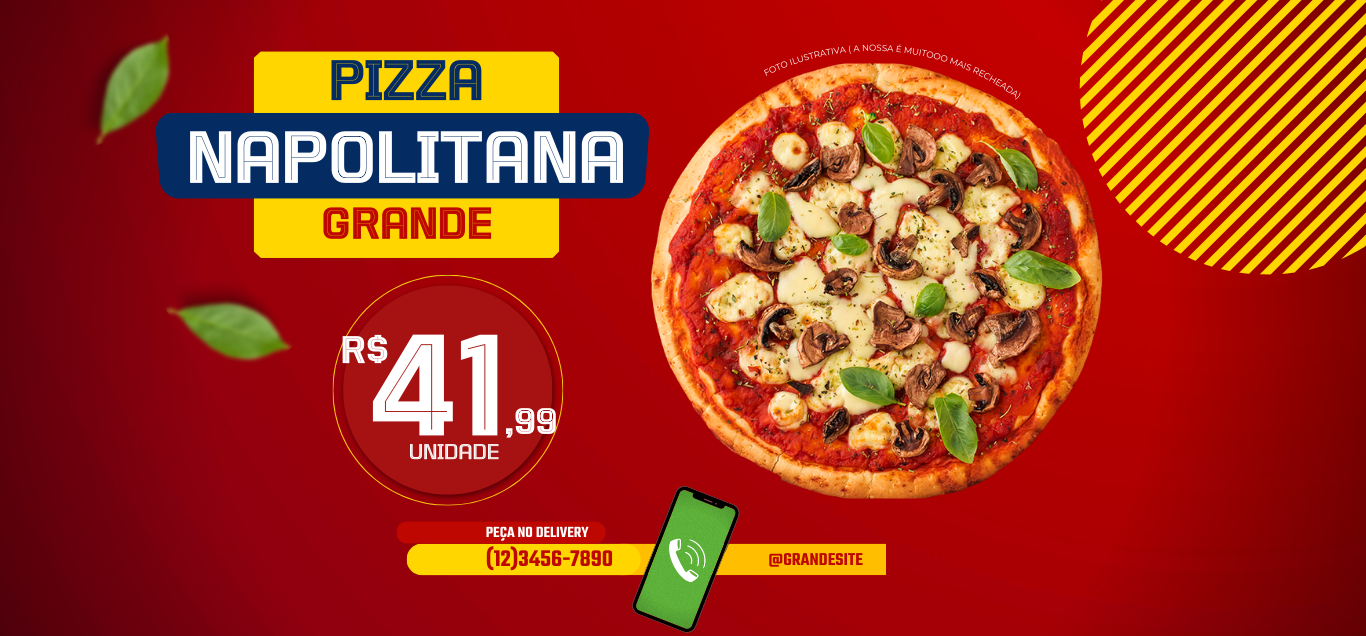 PIZZA
NAPOLITANA
GRANDE
FOTO ILUSTRATIVA ( A NOSSA É MUITOOO MAIS RECHEADA)
R$41,99
UNIDADE
PEÇA NO DELIVERY
(12)3456-7890
@GRANDESITE